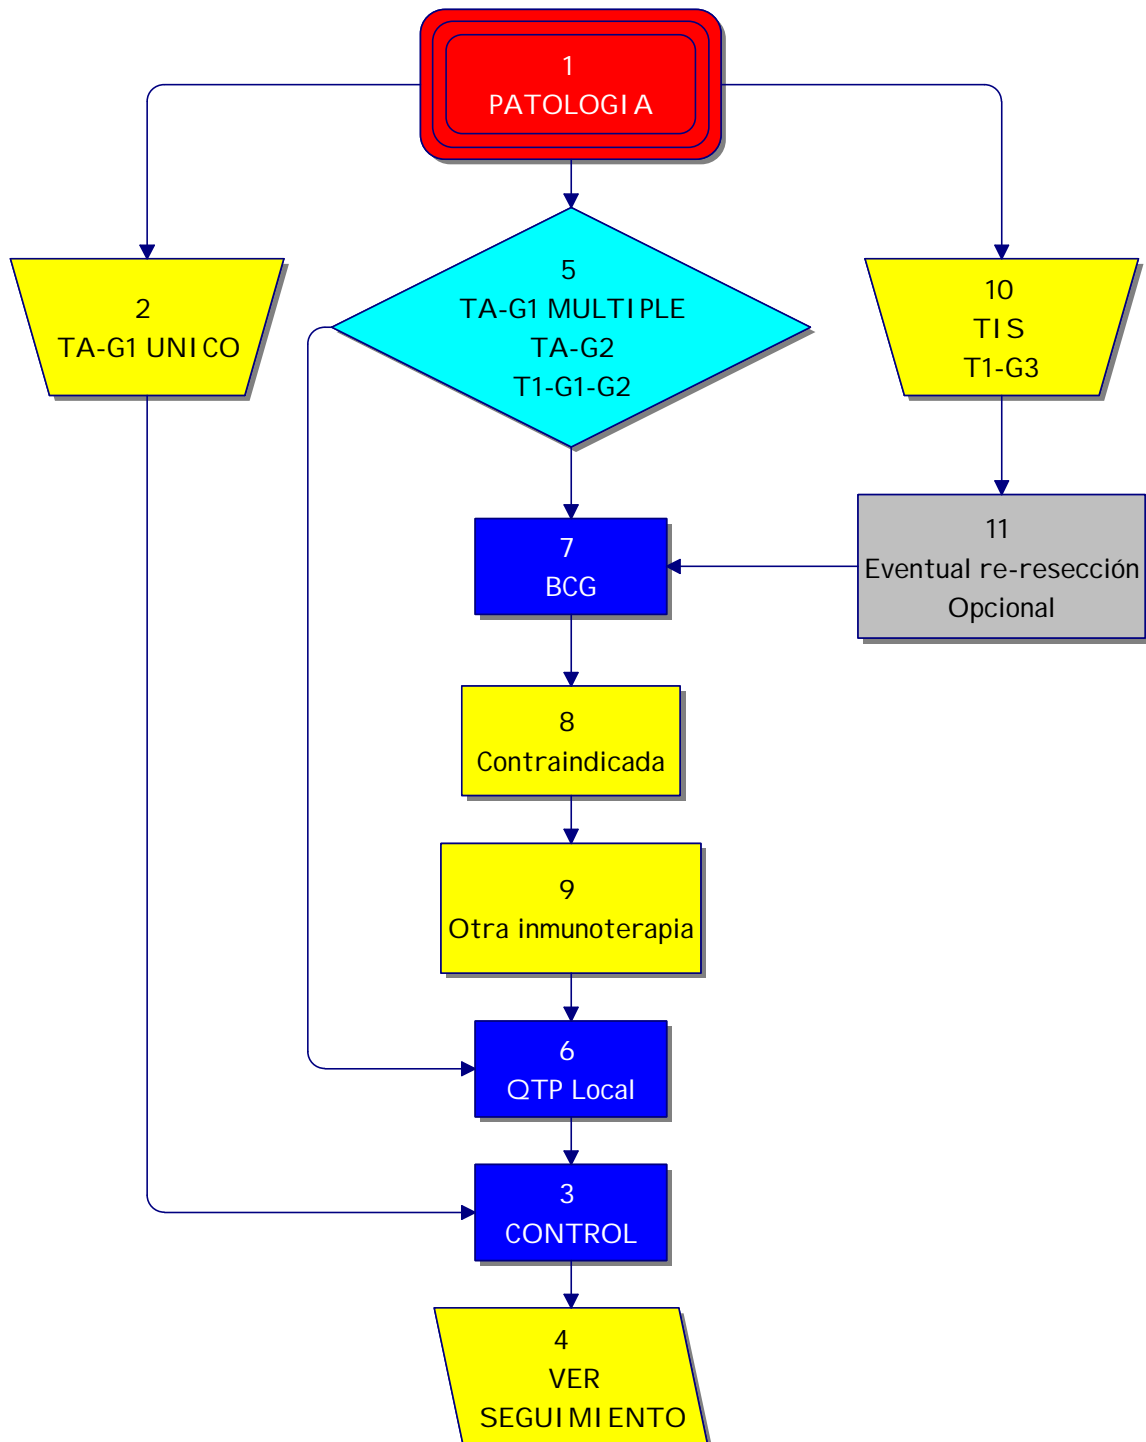 1
PATOLOGIA
2
TA-G1 UNICO
5
TA-G1 MULTIPLE
TA-G2
T1-G1-G2
10
TIS
T1-G3
11
Eventual re-resección
Opcional
7
BCG
8
Contraindicada
9
Otra inmunoterapia
6
QTP Local
3
CONTROL
4
VER
SEGUIMIENTO